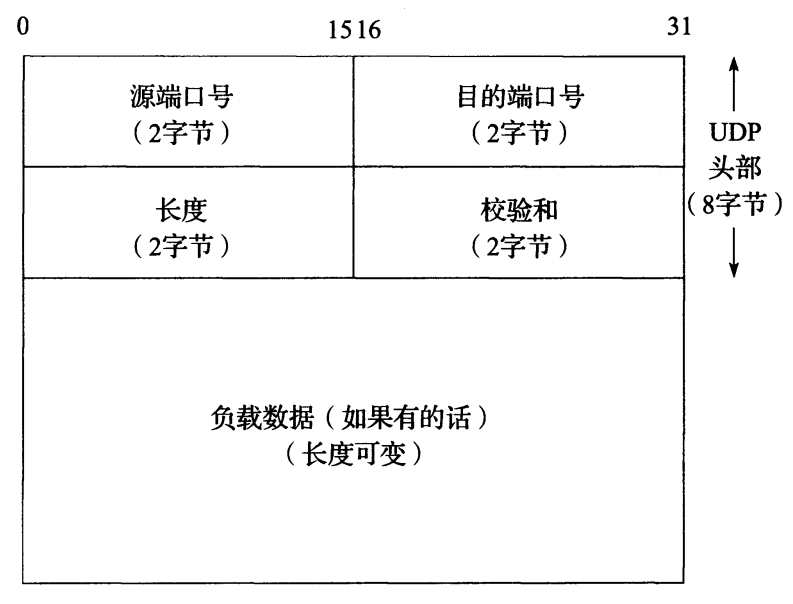 0 15 16 31
源端口号 目的端口号
（2字节） （2字节）
UDP
头部
（8字节）
长度 校验和
（2字节） （2字节）
负载数据（如果有的话）
（长度可变）